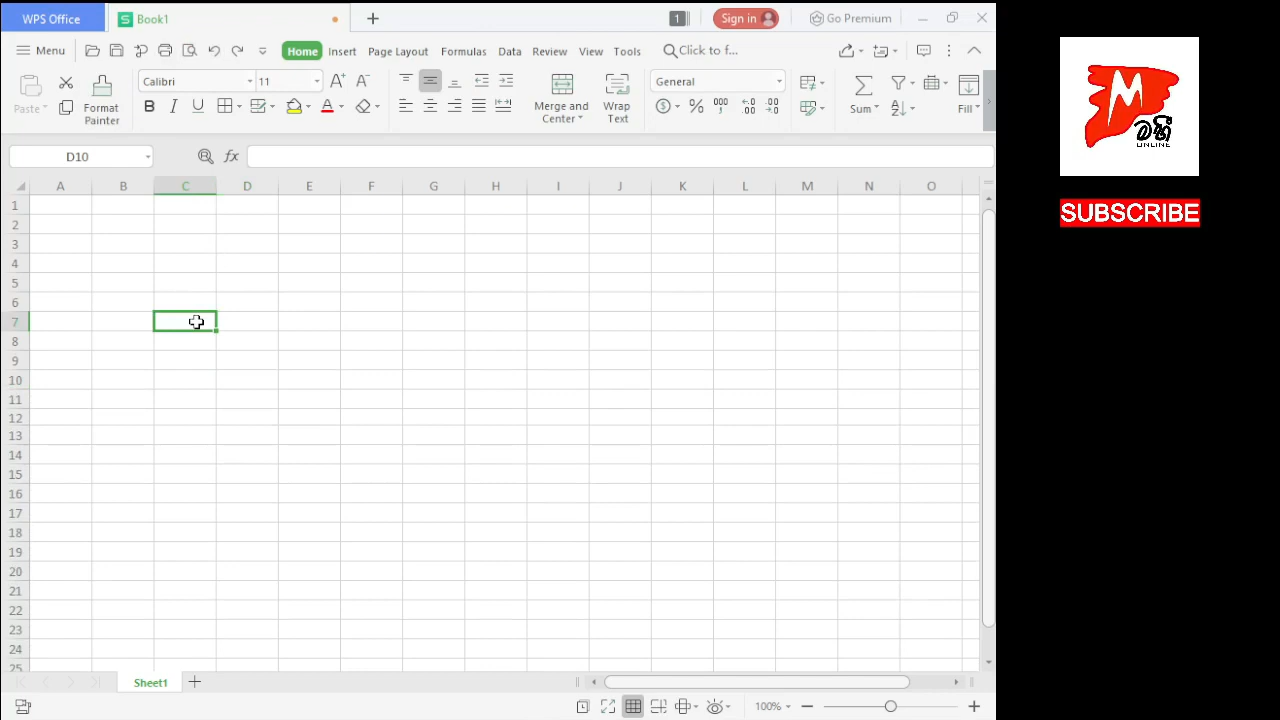 WPS Office
Book1
1
Sign in
Go Premium
Menu
Home
Insert
Page Layout
Formulas
Data
Review
View
Tools
Click to f...
Paste
Format
Painter
Calibri
11
B
I
U
A
Merge and
Center
Wrap
Text
General
Sum
Fill
D10
fx
A B C D E F G H I J K L M N O
1
2
3
4
5
6
7
8
9
10
11
12
13
14
15
16
17
18
19
20
21
22
23
24
25
Sheet1
100%
M
මහී
ONLINE
SUBSCRIBE